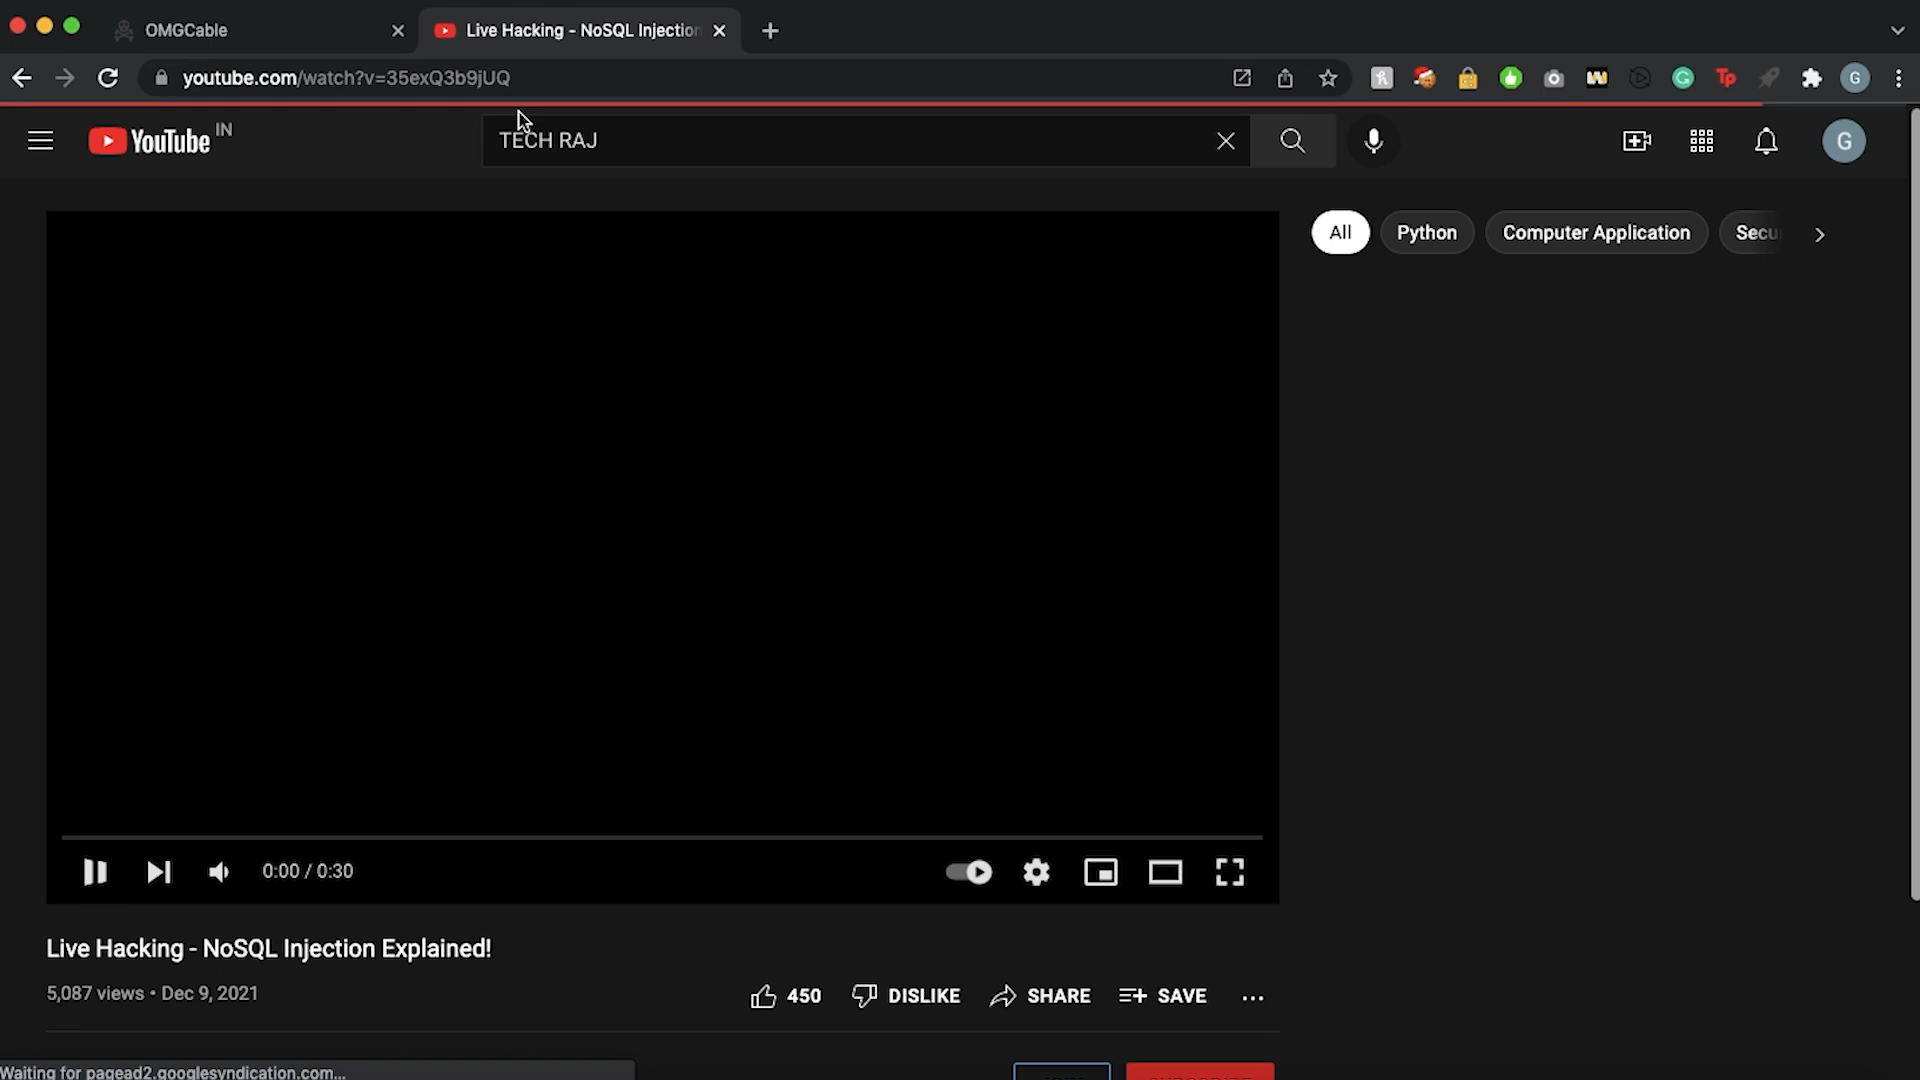 OMGCable
Live Hacking - NoSQL Injection
youtube.com/watch?v=35exQ3b9jUQ
G
YouTube IN
TECH RAJ
G
All
Python
Computer Application
Secu
0:00 / 0:30
Live Hacking - NoSQL Injection Explained!
5,087 views • Dec 9, 2021
450
DISLIKE
SHARE
SAVE
Waiting for pagead2.googlesyndication.com...